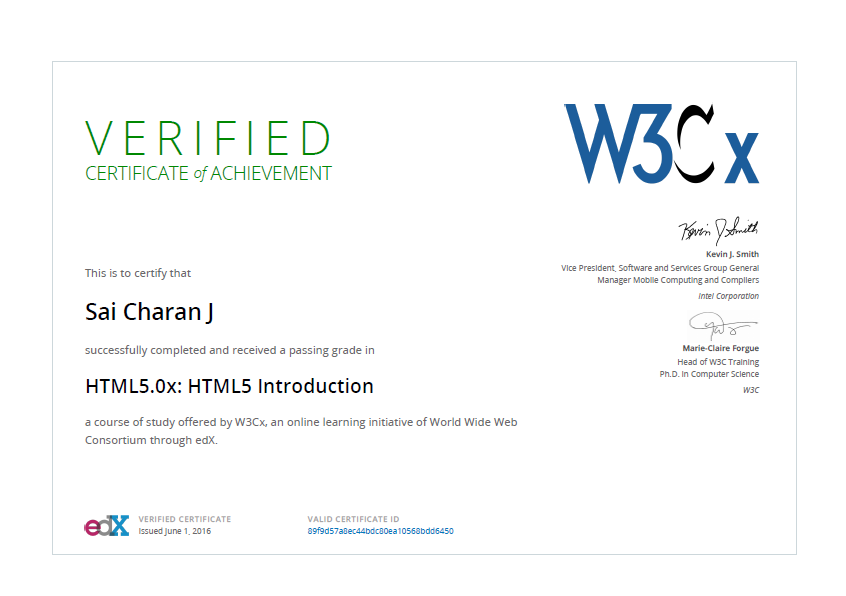 VERIFIED
CERTIFICATE of ACHIEVEMENT
W3Cx
This is to certify that
Sai Charan J
successfully completed and received a passing grade in
HTML5.0x: HTML5 Introduction
a course of study offered by W3Cx, an online learning initiative of World Wide Web
Consortium through edX.
Kevin J Smith
Kevin J. Smith
Vice President, Software and Services Group General
Manager Mobile Computing and Compilers
Intel Corporation
Marie-Claire Forgue
Head of W3C Training
Ph.D. in Computer Science
W3C
edX
VERIFIED CERTIFICATE
Issued June 1, 2016
VALID CERTIFICATE ID
89f9d57a8ec44bdc80ea10568bdd6450